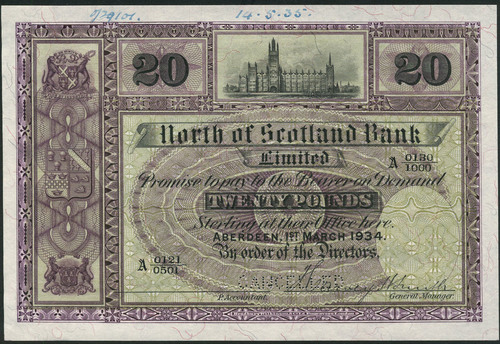 14-5-35.
20
20
North of Scotland Bank
Limited
A 0130
1000
Promise to pay to the Bearer on Demand
TWENTY POUNDS
Sterling at their Office here.
ABERDEEN, 1ST MARCH 1934.
By order of the Directors.
A 0121
0501
CANCELLED
P. Accountant.
General Manager.